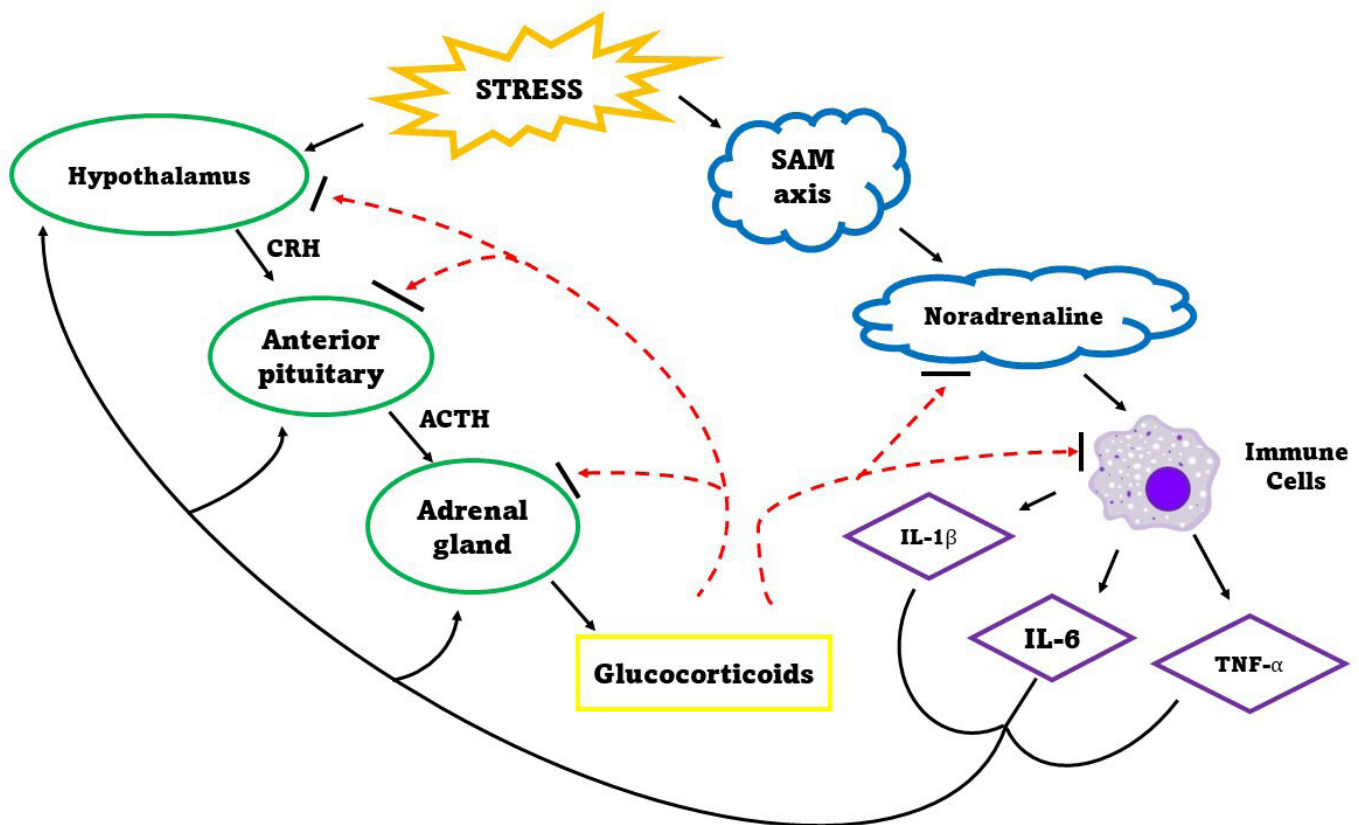 STRESS
SAM
axis
Hypothalamus
CRH
Noradrenaline
Anterior
pituitary
ACTH
Immune
Cells
Adrenal
gland
IL-1β
IL-6
TNF-α
Glucocorticoids